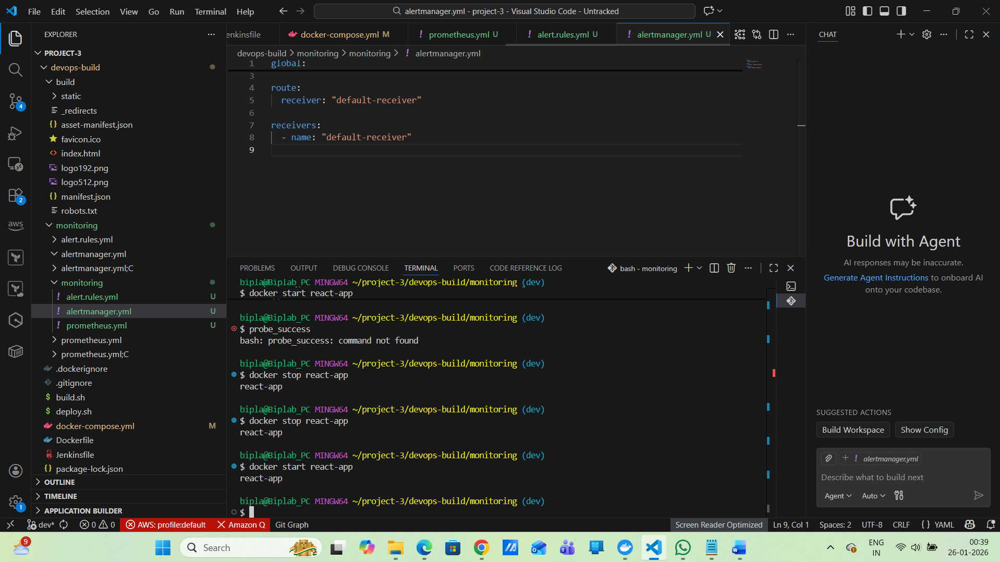 File Edit Selection View Go Run Terminal Help
alertmanager.yml - project-3 - Visual Studio Code - Untracked
EXPLORER
PROJECT-3
devops-build
build
static
_redirects
asset-manifest.json
favicon.ico
index.html
logo192.png
logo512.png
manifest.json
robots.txt
monitoring
alert.rules.yml
alertmanager.yml
alertmanager.yml;C
monitoring
alert.rules.yml U
alertmanager.yml U
prometheus.yml U
prometheus.yml
prometheus.yml;C
.dockerignore
.gitignore
build.sh
deploy.sh
docker-compose.yml M
Dockerfile
Jenkinsfile
package-lock.json
OUTLINE
TIMELINE
APPLICATION BUILDER
4
2
aws
1
enkinsfile docker-compose.yml M prometheus.yml U alert.rules.yml U alertmanager.yml U
devops-build > monitoring > monitoring > ! alertmanager.yml
1 global:
3
4 route:
5 receiver: "default-receiver"
6
7 receivers:
8 - name: "default-receiver"
9
PROBLEMS OUTPUT DEBUG CONSOLE TERMINAL PORTS CODE REFERENCE LOG
bash - monitoring
bipla@Biplab_PC MINGW64 ~/project-3/devops-build/monitoring (dev)
$ docker start react-app
bipla@Biplab_PC MINGW64 ~/project-3/devops-build/monitoring (dev)
$ probe_success
bash: probe_success: command not found
bipla@Biplab_PC MINGW64 ~/project-3/devops-build/monitoring (dev)
$ docker stop react-app
react-app
bipla@Biplab_PC MINGW64 ~/project-3/devops-build/monitoring (dev)
$ docker stop react-app
react-app
bipla@Biplab_PC MINGW64 ~/project-3/devops-build/monitoring (dev)
$ docker start react-app
react-app
bipla@Biplab_PC MINGW64 ~/project-3/devops-build/monitoring (dev)
$
CHAT
Build with Agent
AI responses may be inaccurate.
Generate Agent Instructions to onboard AI
onto your codebase.
SUGGESTED ACTIONS
Build Workspace Show Config
+ ! alertmanager.yml
Describe what to build next
Agent Auto
dev* 0 0 AWS: profile:default Amazon Q Git Graph
Screen Reader Optimized Ln 9, Col 1 Spaces: 2 UTF-8 CRLF {} YAML
9
Search
ENG
IN
00:39
26-01-2026